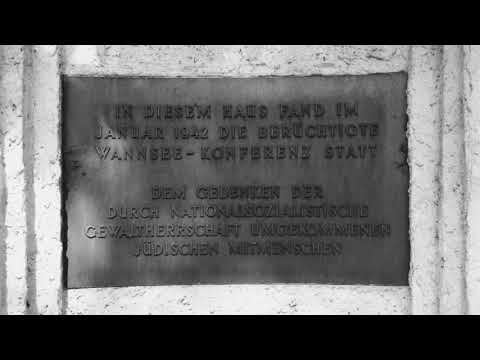 IN DIESEM HAUS FAND IM
JANUAR 1942 DIE BERÜCHTIGTE
WANNSEE-KONFERENZ STATT
DEM GEDENKEN DER
DURCH NATIONALSOZIALISTISCHE
GEWALTHERRSCHAFT UMGEKOMMENEN
JÜDISCHEN MITMENSCHEN